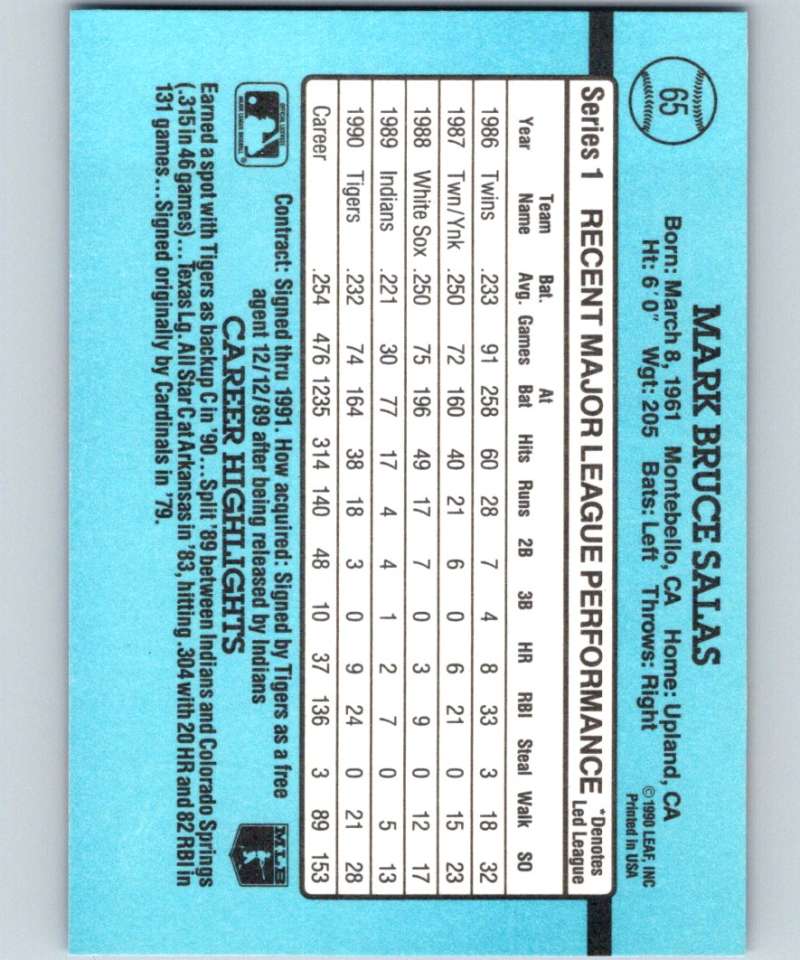 65
MARK BRUCE SALAS
Born: March 8, 1961 Montebello, CA Home: Upland, CA
Ht: 6'0" Wgt: 205 Bats: Left Throws: Right
©1990 LEAF, INC
Printed in USA
Series 1 RECENT MAJOR LEAGUE PERFORMANCE *Denotes Led League
Year Team Name Bat. Avg. Games At Bat Hits Runs 2B 3B HR RBI Steal Walk SO
1986 Twins .233 91 258 60 28 7 4 8 33 3 18 32
1987 Twn/Ynk .250 72 160 40 21 6 0 6 21 0 15 23
1988 White Sox .250 75 196 49 17 7 0 3 9 0 12 17
1989 Indians .221 30 77 17 4 4 1 2 7 0 5 13
1990 Tigers .232 74 164 38 18 3 0 9 24 0 21 28
Career .254 476 1235 314 140 48 10 37 136 3 89 153
OFFICIAL LICENSEE
MAJOR LEAGUE BASEBALL
Contract: Signed thru 1991. How acquired: Signed by Tigers as a free
agent 12/12/89 after being released by Indians
MLB
CAREER HIGHLIGHTS
Earned a spot with Tigers as backup C in '90...Split '89 between Indians and Colorado Springs
(.315 in 46 games)...Texas Lg. All Star C at Arkansas in '83, hitting .304 with 20 HR and 82 RBI in
131 games...Signed originally by Cardinals in '79.